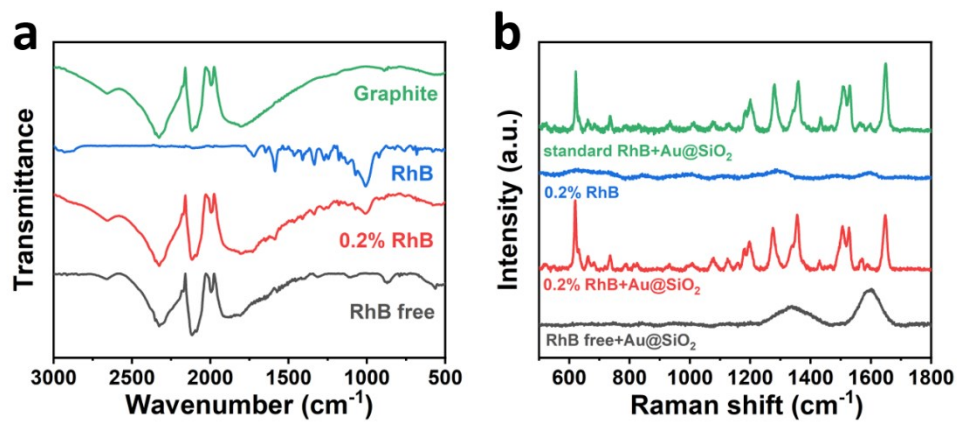 a
Transmittance
Graphite
RhB
0.2% RhB
RhB free
3000 2500 2000 1500 1000 500
Wavenumber (cm⁻¹)
b
Intensity (a.u.)
standard RhB+Au@SiO₂
0.2% RhB
0.2% RhB+Au@SiO₂
RhB free+Au@SiO₂
600 800 1000 1200 1400 1600 1800
Raman shift (cm⁻¹)